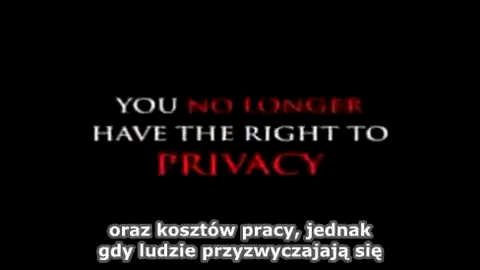 YOU NO LONGER
HAVE THE RIGHT TO
PRIVACY
oraz kosztów pracy, jednak
gdy ludzie przyzwyczajają się